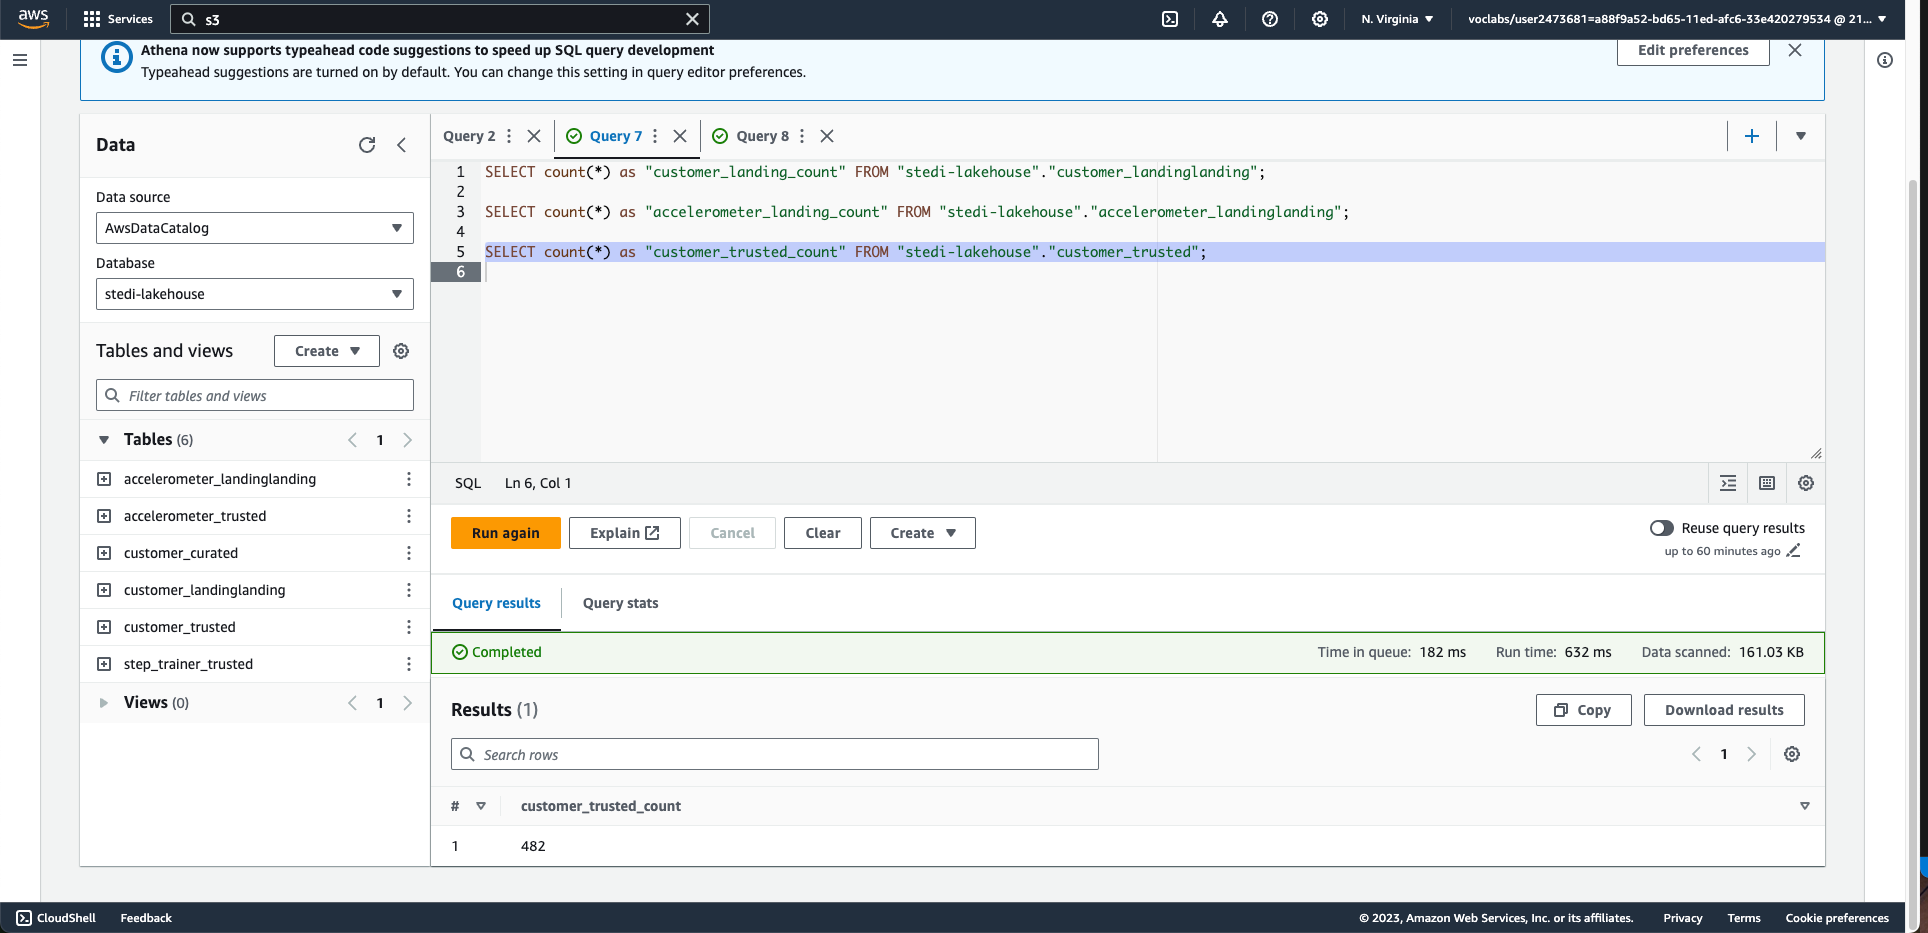 aws
Services
s3
N. Virginia
voclabs/user2473681=a88f9a52-bd65-11ed-afc6-33e420279534 @ 21...
Athena now supports typeahead code suggestions to speed up SQL query development
Typeahead suggestions are turned on by default. You can change this setting in query editor preferences.
Edit preferences
Data
Data source
AwsDataCatalog
Database
stedi-lakehouse
Tables and views
Create
Filter tables and views
Tables (6)
1
accelerometer_landinglanding
accelerometer_trusted
customer_curated
customer_landinglanding
customer_trusted
step_trainer_trusted
Views (0)
1
Query 2
Query 7
Query 8
1 SELECT count(*) as "customer_landing_count" FROM "stedi-lakehouse"."customer_landinglanding";
2
3 SELECT count(*) as "accelerometer_landing_count" FROM "stedi-lakehouse"."accelerometer_landinglanding";
4
5 SELECT count(*) as "customer_trusted_count" FROM "stedi-lakehouse"."customer_trusted";
6
SQL Ln 6, Col 1
Run again
Explain
Cancel
Clear
Create
Reuse query results
up to 60 minutes ago
Query results
Query stats
Completed
Time in queue: 182 ms Run time: 632 ms Data scanned: 161.03 KB
Results (1)
Copy
Download results
Search rows
1
# customer_trusted_count
1 482
CloudShell
Feedback
© 2023, Amazon Web Services, Inc. or its affiliates.
Privacy
Terms
Cookie preferences